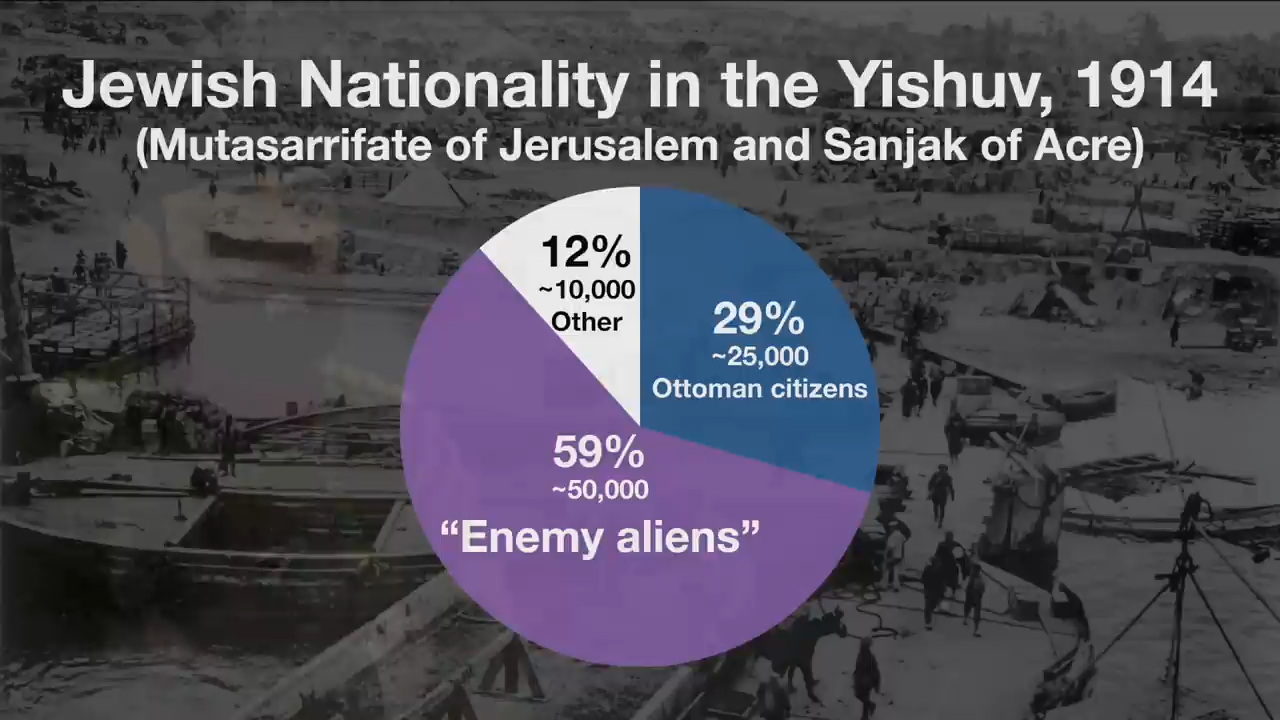 Jewish Nationality in the Yishuv, 1914
(Mutasarrifate of Jerusalem and Sanjak of Acre)
12%
~10,000
Other
29%
~25,000
Ottoman citizens
59%
~50,000
“Enemy aliens”